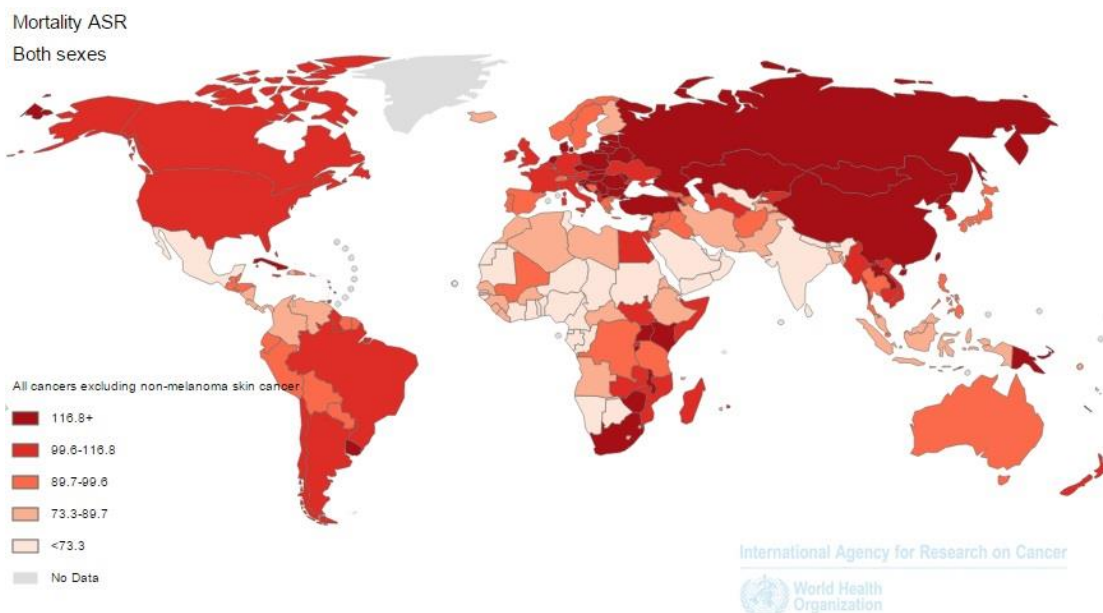 Mortality ASR
Both sexes
All cancers excluding non-melanoma skin cancer
116.8+
99.6-116.8
89.7-99.6
73.3-89.7
<73.3
No Data
International Agency for Research on Cancer
World Health
Organization